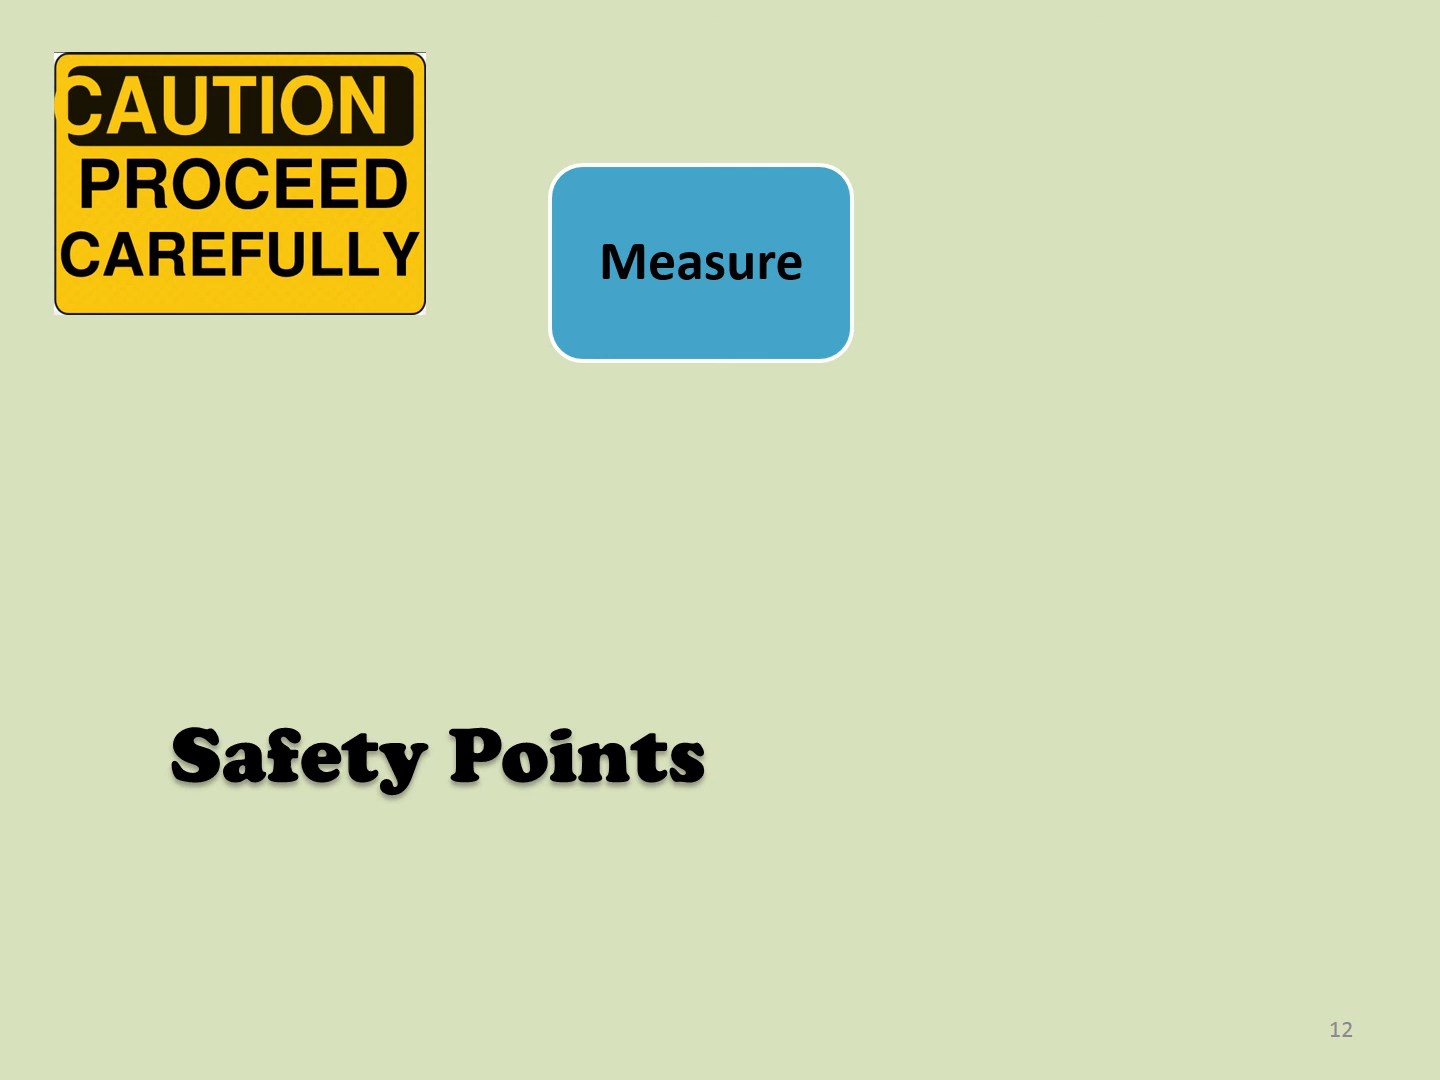 CAUTION
PROCEED
CAREFULLY
Measure
Safety Points
12